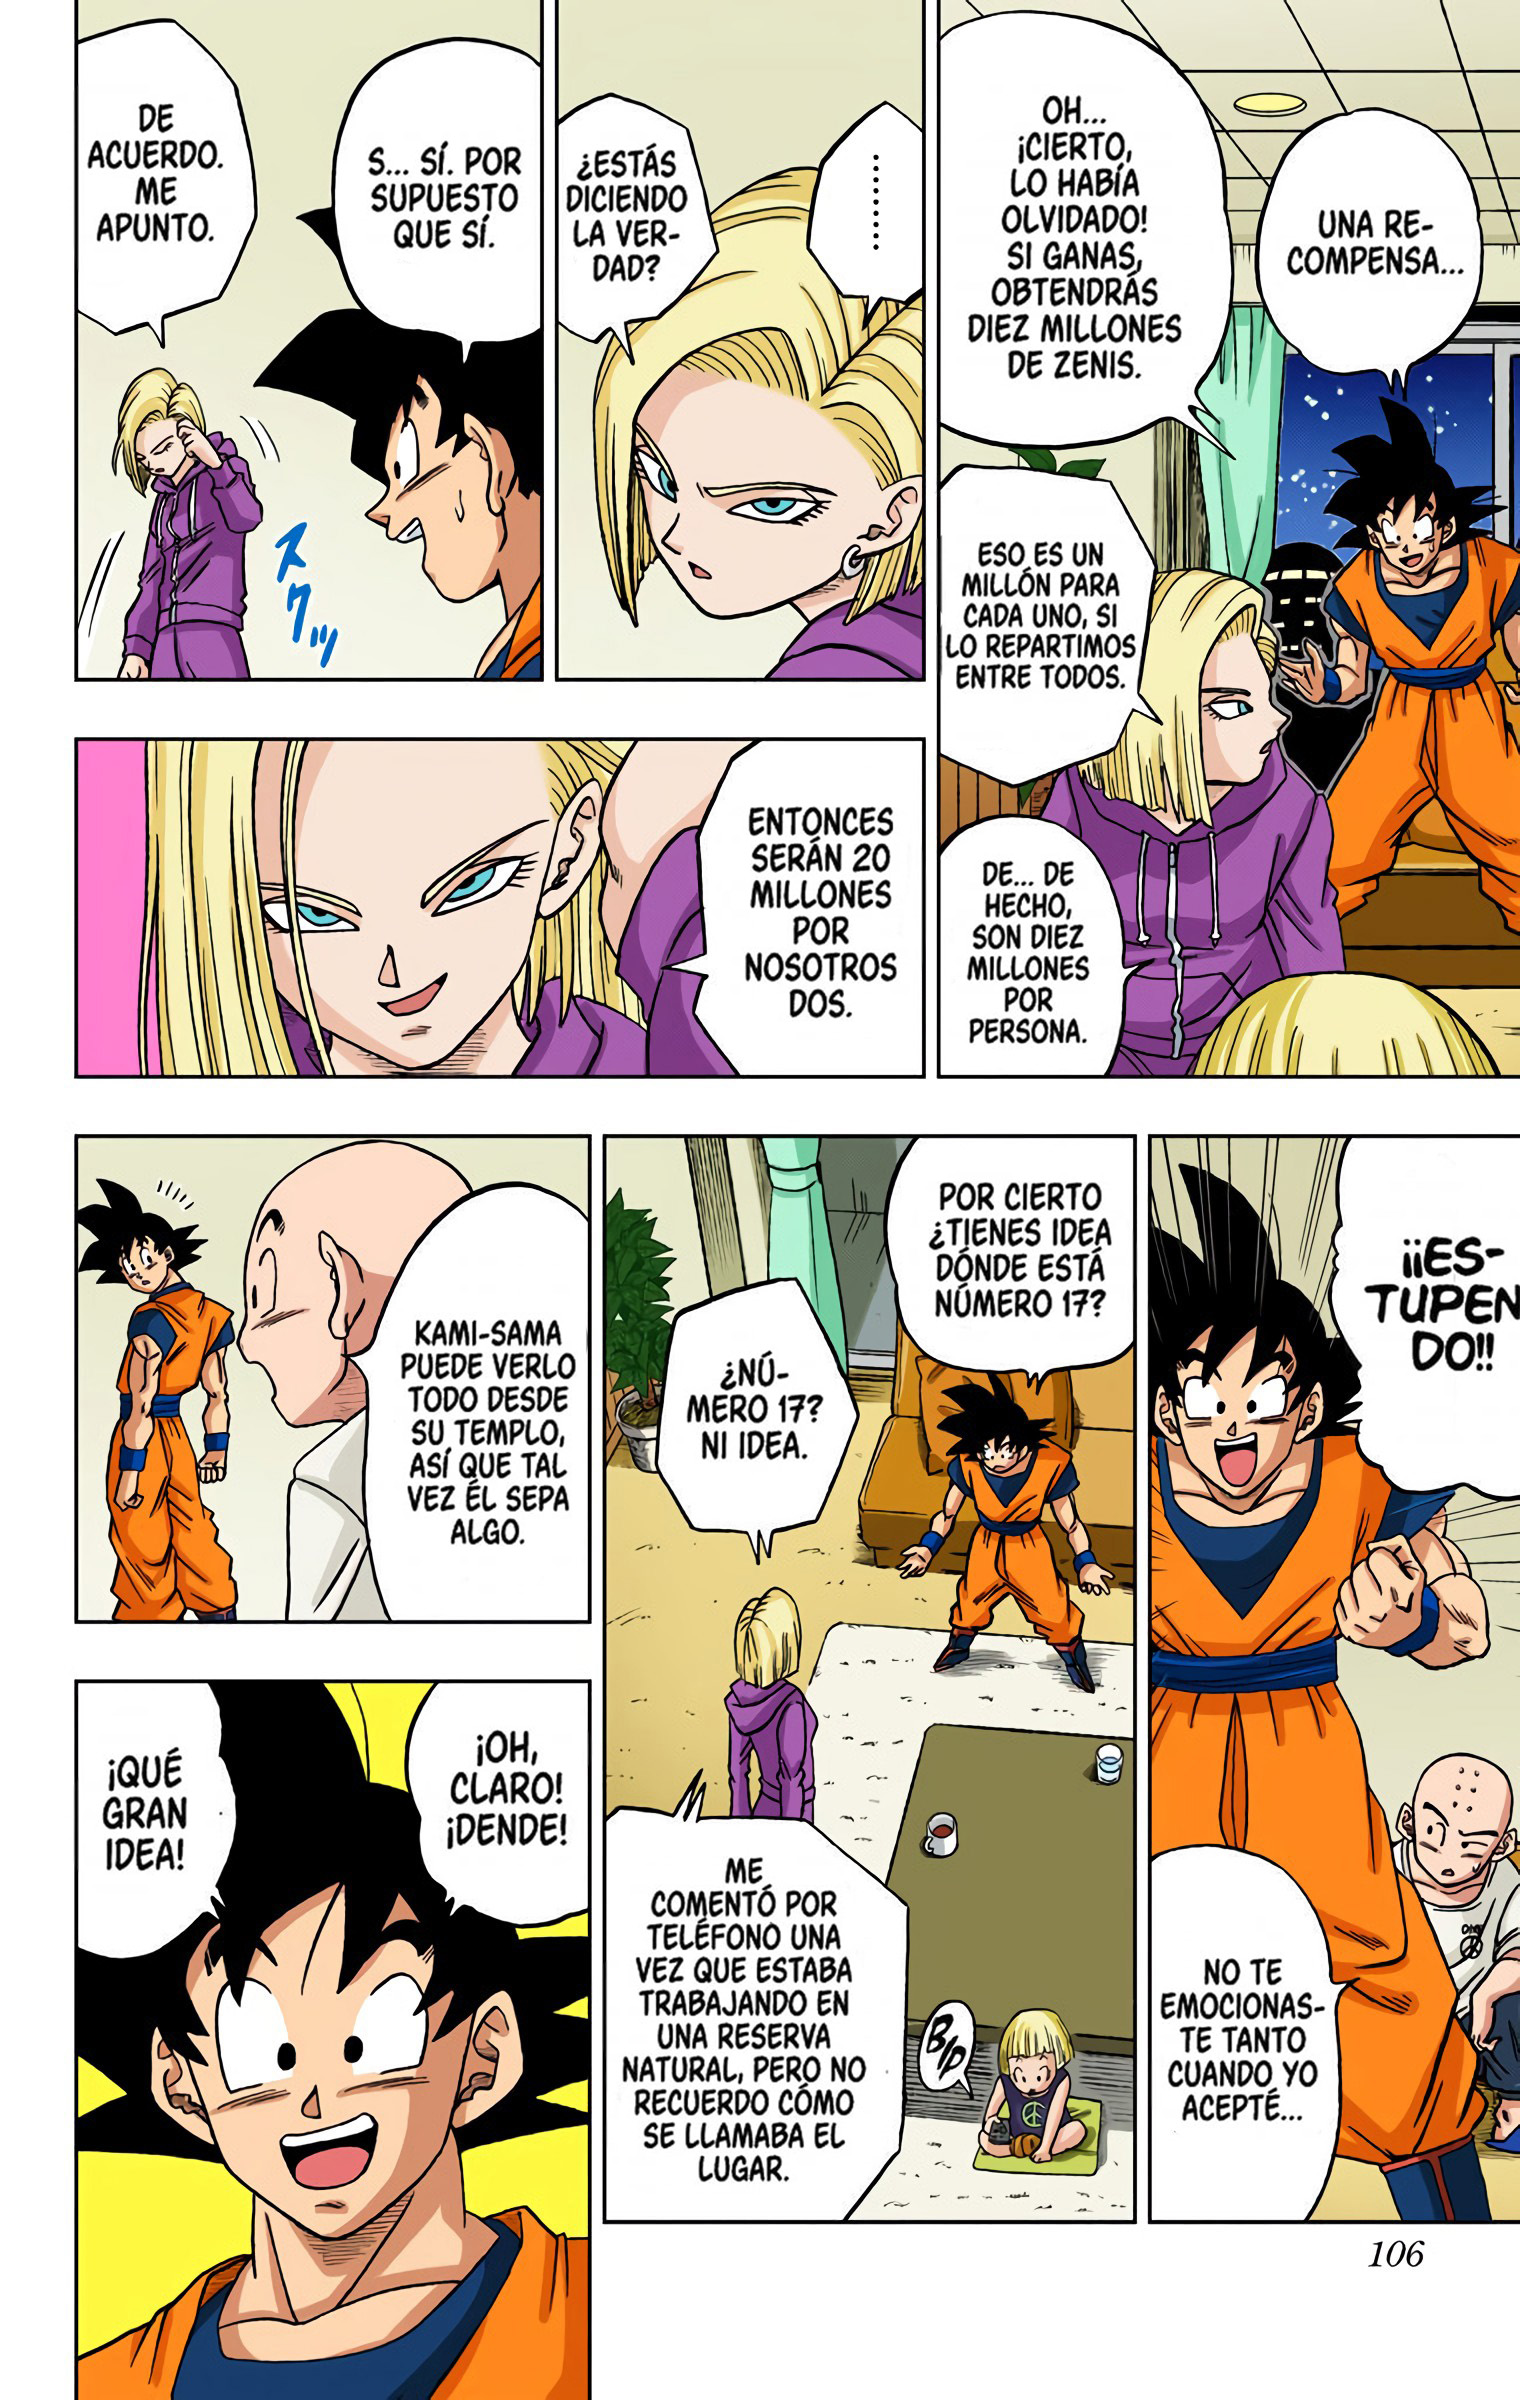 UNA RE-
COMPENSA...
OH...
¡CIERTO,
LO HABÍA
OLVIDADO!
SI GANAS,
OBTENDRÁS
DIEZ MILLONES
DE ZENIS.
ESO ES UN
MILLÓN PARA
CADA UNO, SI
LO REPARTIMOS
ENTRE TODOS.
DE... DE
HECHO,
SON DIEZ
MILLONES
POR
PERSONA.
¿ESTÁS
DICIENDO
LA VER-
DAD?
S... SÍ. POR
SUPUESTO
QUE SÍ.
DE
ACUERDO.
ME
APUNTO.
スクッ
ENTONCES
SERÁN 20
MILLONES
POR
NOSOTROS
DOS.
¡¡ES-
TUPEN
DO!!
NO TE
EMOCIONAS-
TE TANTO
CUANDO YO
ACEPTÉ...
OMG
POR CIERTO
¿TIENES IDEA
DÓNDE ESTÁ
NÚMERO 17?
¿NÚ-
MERO 17?
NI IDEA.
ME
COMENTÓ POR
TELÉFONO UNA
VEZ QUE ESTABA
TRABAJANDO EN
UNA RESERVA
NATURAL, PERO NO
RECUERDO CÓMO
SE LLAMABA EL
LUGAR.
BIP
KAMI-SAMA
PUEDE VERLO
TODO DESDE
SU TEMPLO,
ASÍ QUE TAL
VEZ ÉL SEPA
ALGO.
¡OH,
CLARO!
¡DENDE!
¡QUÉ
GRAN
IDEA!
106